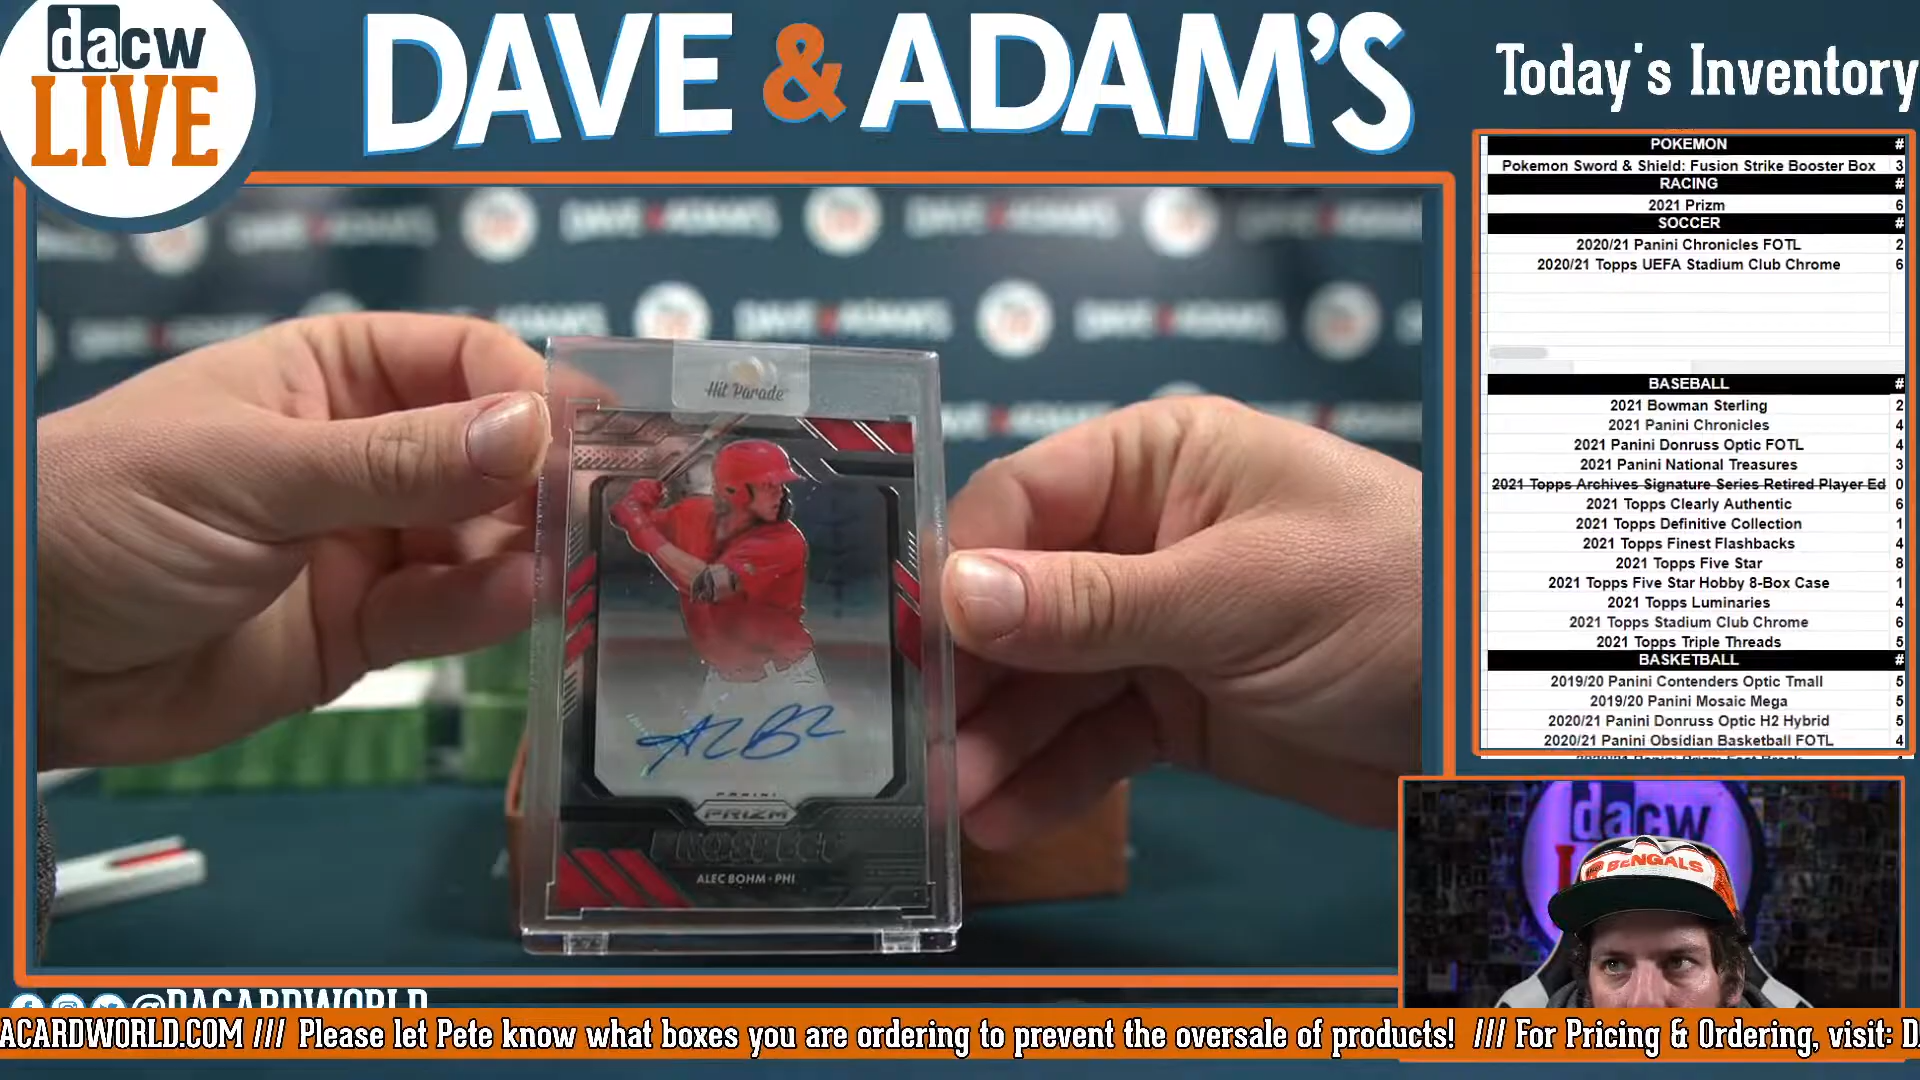 dacw
LIVE
DAVE & ADAM'S
Today's Inventory
POKEMON #
Pokemon Sword & Shield: Fusion Strike Booster Box 3
RACING #
2021 Prizm 6
SOCCER #
2020/21 Panini Chronicles FOTL 2
2020/21 Topps UEFA Stadium Club Chrome 6
BASEBALL #
2021 Bowman Sterling 2
2021 Panini Chronicles 4
2021 Panini Donruss Optic FOTL 4
2021 Panini National Treasures 3
2021 Topps Archives Signature Series Retired Player Ed 0
2021 Topps Clearly Authentic 6
2021 Topps Definitive Collection 1
2021 Topps Finest Flashbacks 4
2021 Topps Five Star 8
2021 Topps Five Star Hobby 8-Box Case 1
2021 Topps Luminaries 4
2021 Topps Stadium Club Chrome 6
2021 Topps Triple Threads 5
BASKETBALL #
2019/20 Panini Contenders Optic Tmall 5
2019/20 Panini Mosaic Mega 5
2020/21 Panini Donruss Optic H2 Hybrid 5
2020/21 Panini Obsidian Basketball FOTL 4
DAVE & ADAM'S
Hit Parade
PANINI
PRIZM
PROSPECT
ALEC BOHM • PHI
dacw
BENGALS
@DACARDWORLD
ACARDWORLD.COM /// Please let Pete know what boxes you are ordering to prevent the oversale of products! /// For Pricing & Ordering, visit: D